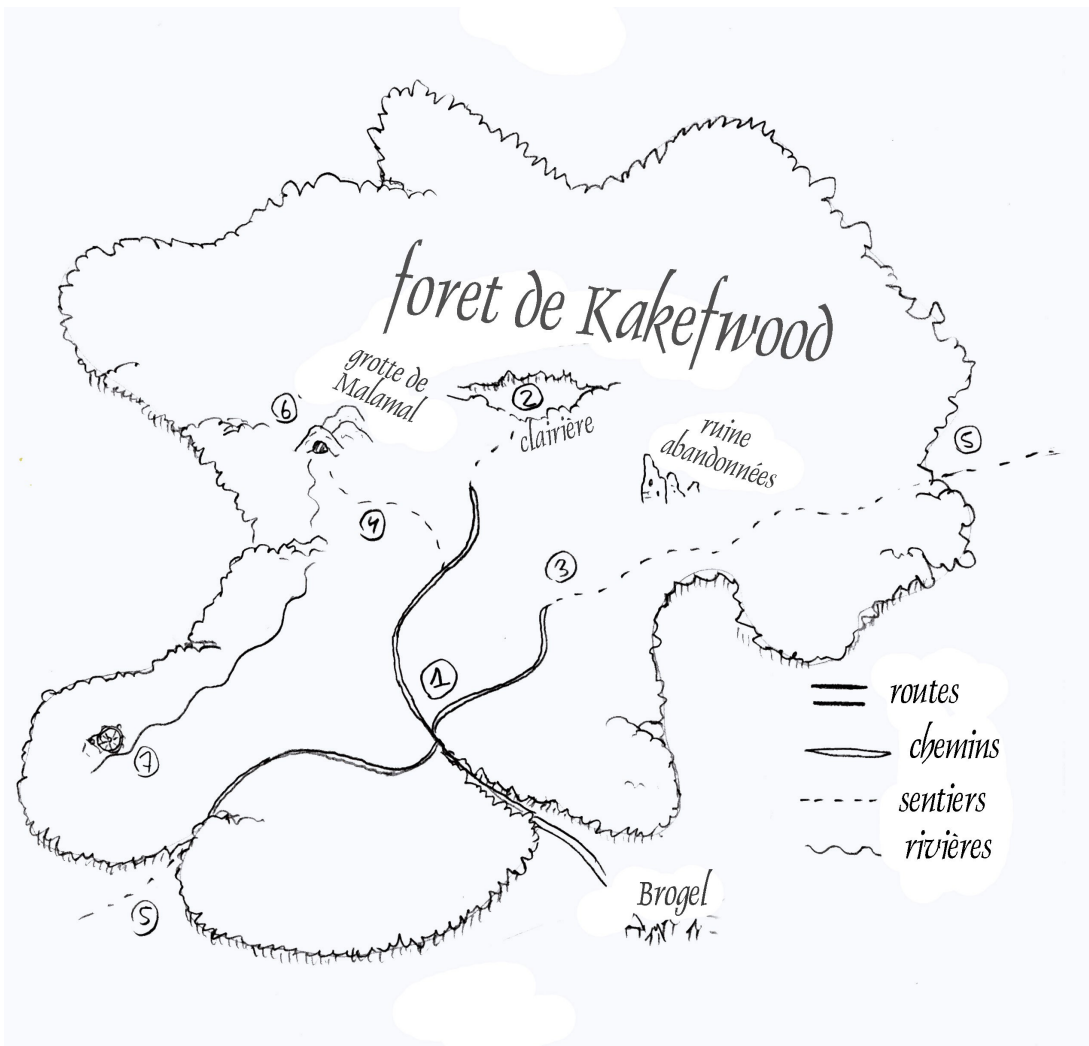 foret de Kakefwood
grotte de
Malamal
6
2
clairière
ruine
abandonnées
5
4
3
1
7
5
routes
chemins
sentiers
rivières
Brogel